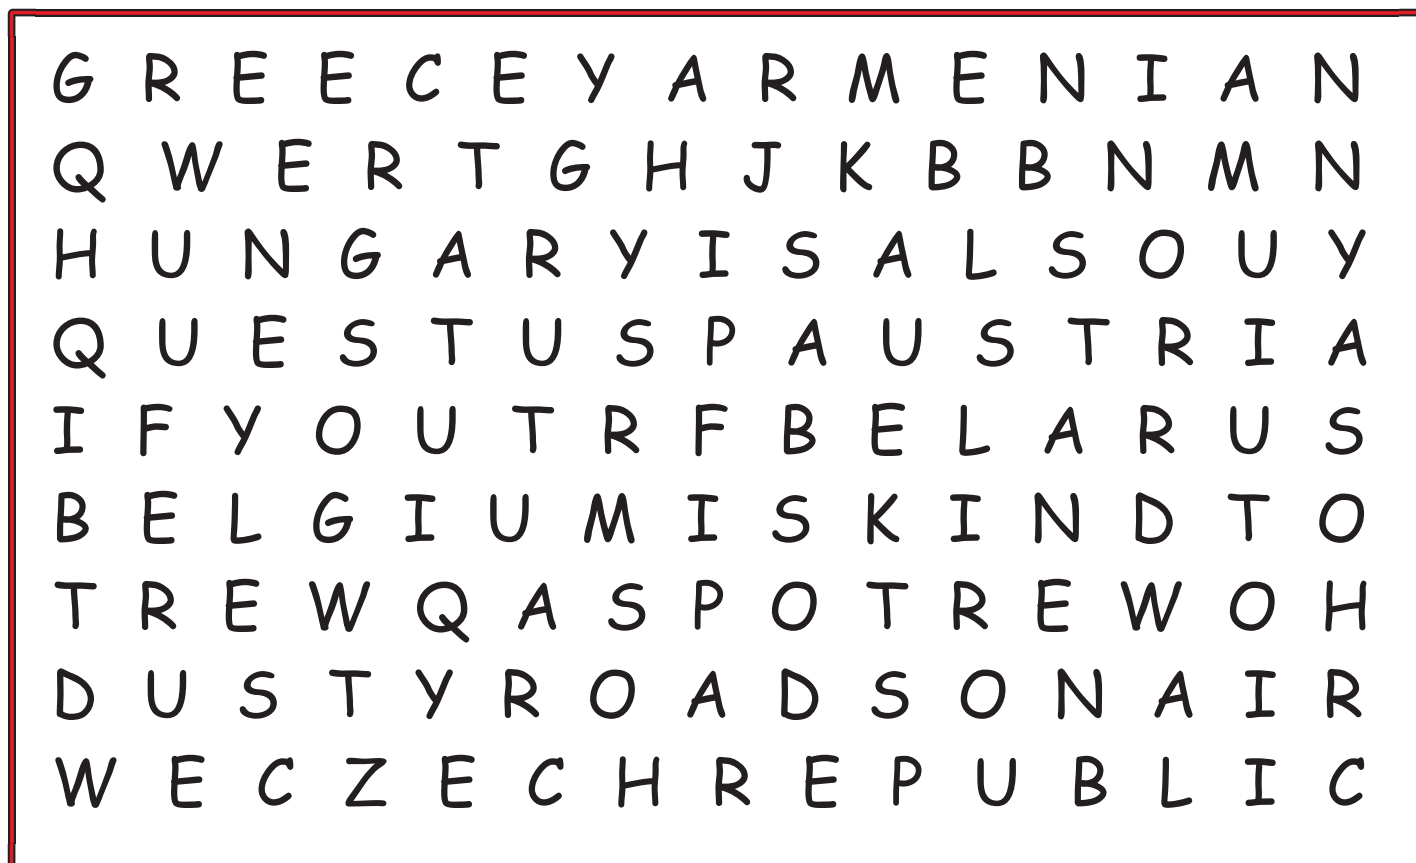 G R E E C E Y A R M E N I A N
Q W E R T G H J K B B N M N
H U N G A R Y I S A L S O U Y
Q U E S T U S P A U S T R I A
I F Y O U T R F B E L A R U S
B E L G I U M I S K I N D T O
T R E W Q A S P O T R E W O H
D U S T Y R O A D S O N A I R
W E C Z E C H R E P U B L I C